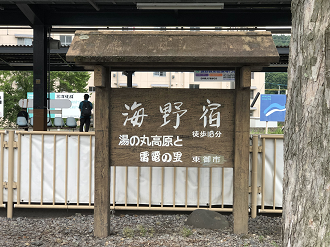 海野宿
徒歩15分
湯の丸高原と
雷電の里
東御市